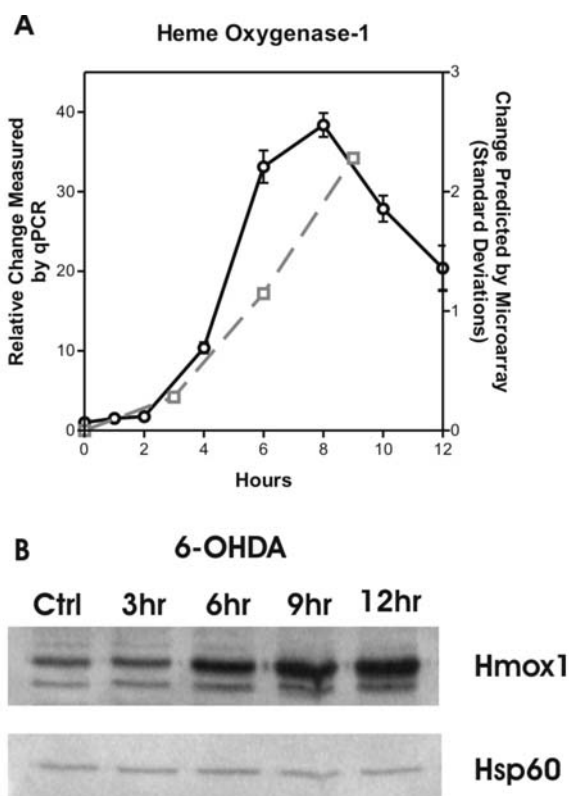 A
Heme Oxygenase-1
Relative Change Measured
by qPCR
40
30
20
10
0
3
2
1
0
Change Predicted by Microarray
(Standard Deviations)
0 2 4 6 8 10 12
Hours
B
6-OHDA
Ctrl 3hr 6hr 9hr 12hr
Hmox1
Hsp60